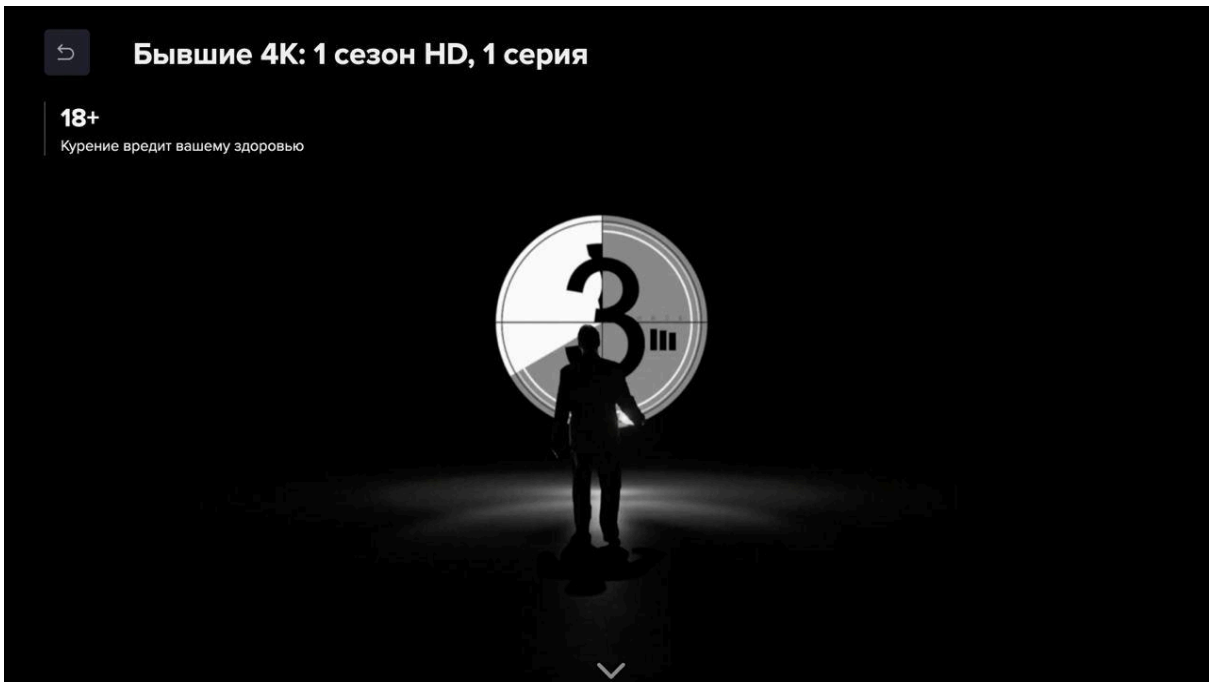 Бывшие 4K: 1 сезон HD, 1 серия
18+
Курение вредит вашему здоровью
3